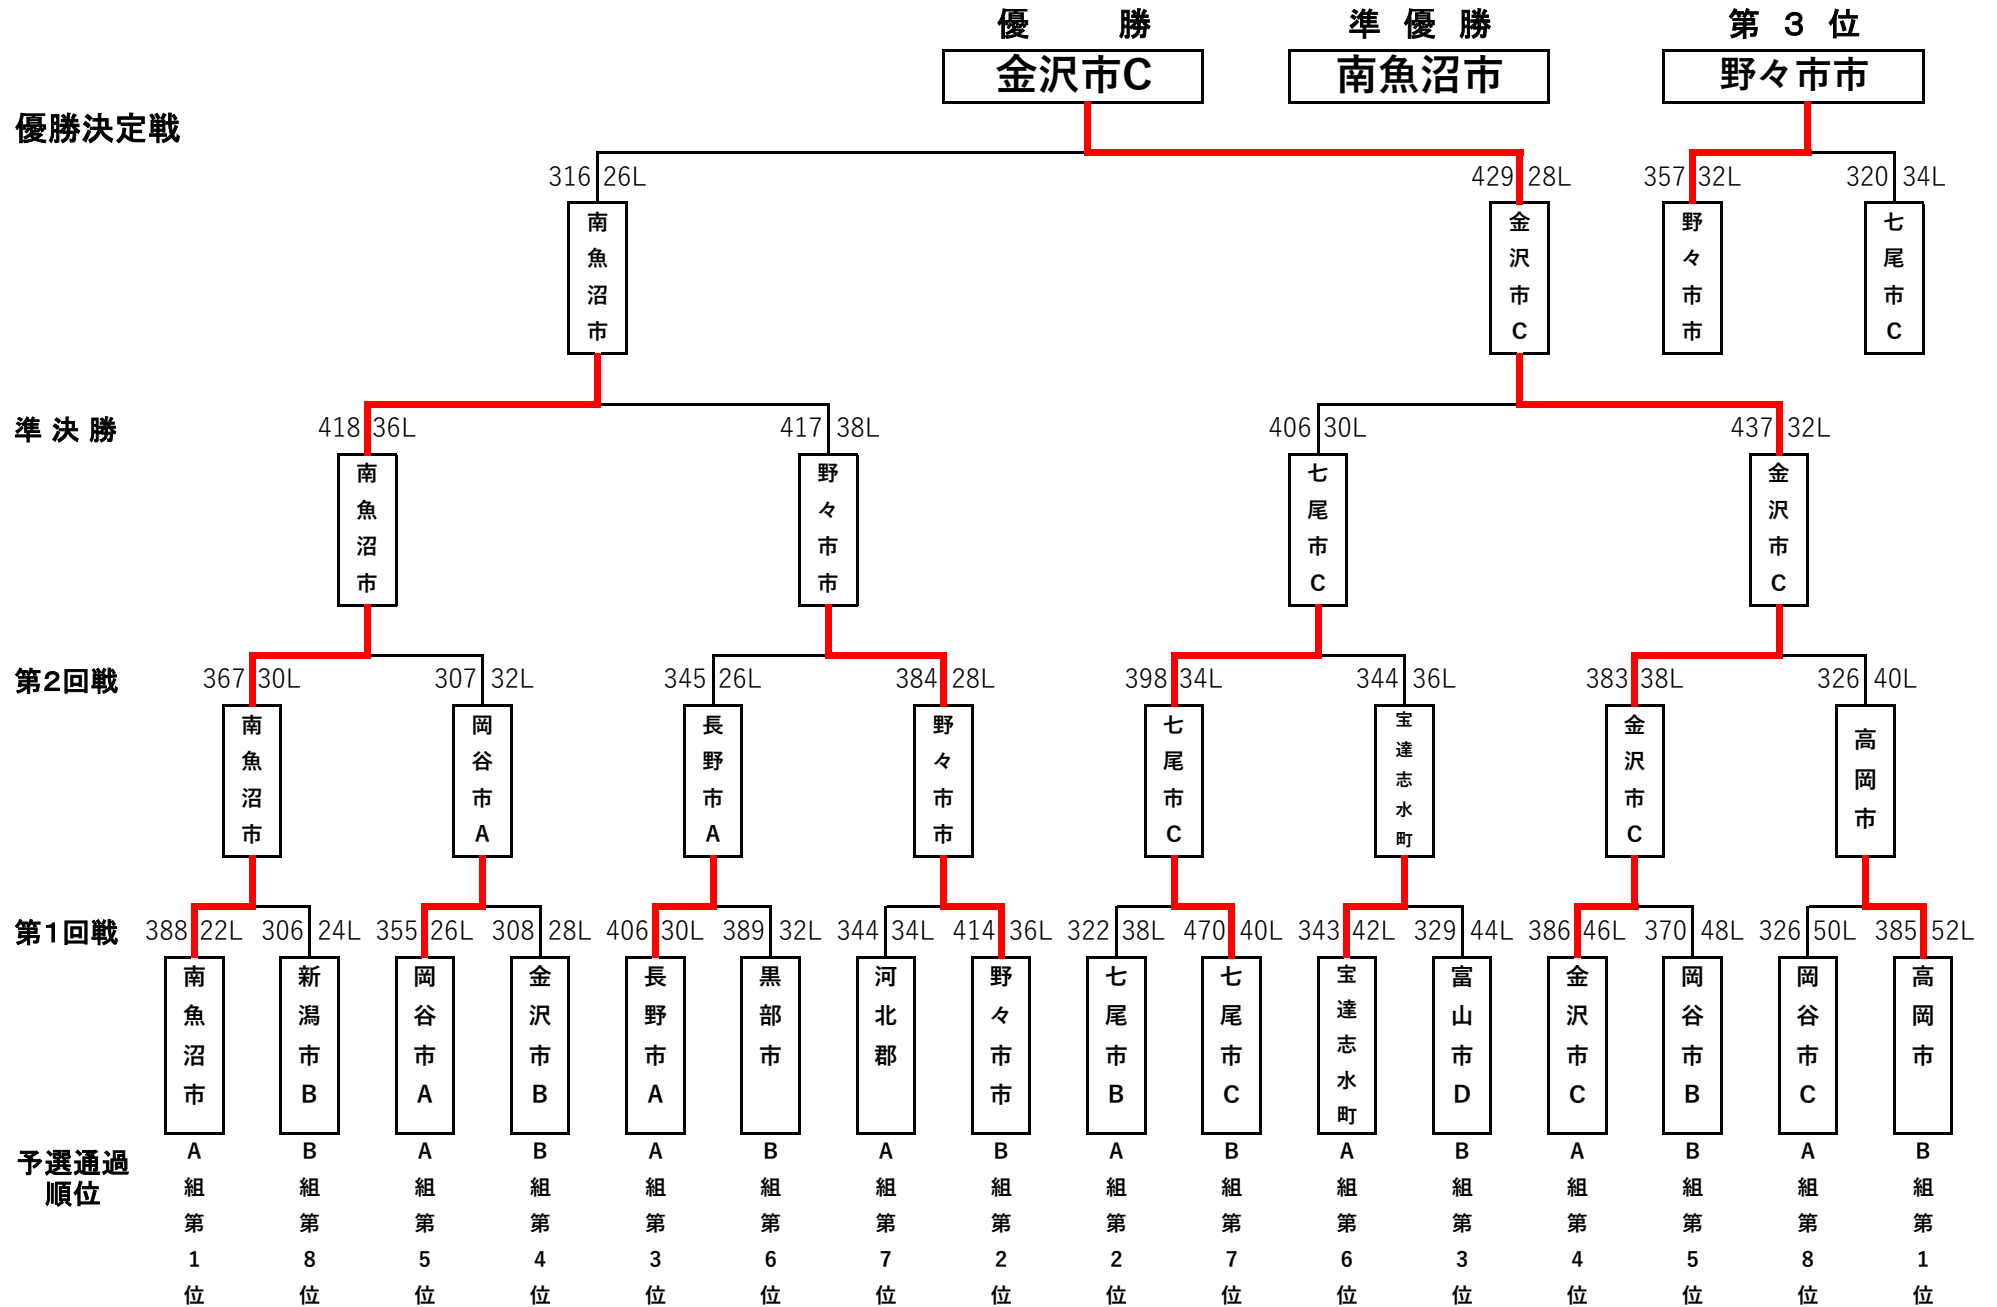 優勝 準優勝 第３位
金沢市C 南魚沼市 野々市市
優勝決定戦
316 26L 429 28L 357 32L 320 34L
南魚沼市 金沢市C 野々市市 七尾市C
準決勝
418 36L 417 38L 406 30L 437 32L
南魚沼市 野々市市 七尾市C 金沢市C
第2回戦
367 30L 307 32L 345 26L 384 28L 398 34L 344 36L 383 38L 326 40L
南魚沼市 岡谷市A 長野市A 野々市市 七尾市C 宝達志水町 金沢市C 高岡市
第1回戦
388 22L 306 24L 355 26L 308 28L 406 30L 389 32L 344 34L 414 36L 322 38L 470 40L 343 42L 329 44L 386 46L 370 48L 326 50L 385 52L
南魚沼市 新潟市B 岡谷市A 金沢市B 長野市A 黒部市 河北郡 野々市市 七尾市B 七尾市C 宝達志水町 富山市D 金沢市C 岡谷市B 岡谷市C 高岡市
予選通過
順位
A組第1位 B組第8位 A組第5位 B組第4位 A組第3位 B組第6位 A組第7位 B組第2位 A組第2位 B組第7位 A組第6位 B組第3位 A組第4位 B組第5位 A組第8位 B組第1位